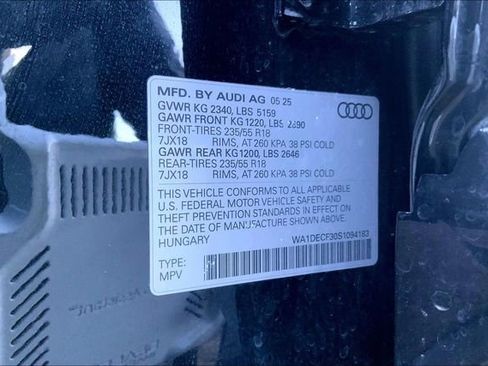 MFD. BY AUDI AG 05 25
GVWR KG 2340, LBS 5159
GAWR FRONT KG1220, LBS 2690
FRONT-TIRES 235/55 R18
7JX18 RIMS, AT 260 KPA 38 PSI COLD
GAWR REAR KG1200, LBS 2646
REAR-TIRES 235/55 R18
7JX18 RIMS, AT 260 KPA 38 PSI COLD
THIS VEHICLE CONFORMS TO ALL APPLICABLE
U.S. FEDERAL MOTOR VEHICLE SAFETY AND
THEFT PREVENTION STANDARDS IN EFFECT ON
THE DATE OF MANUFACTURE SHOWN ABOVE
HUNGARY WA1DECF30S1094183
TYPE:
MPV